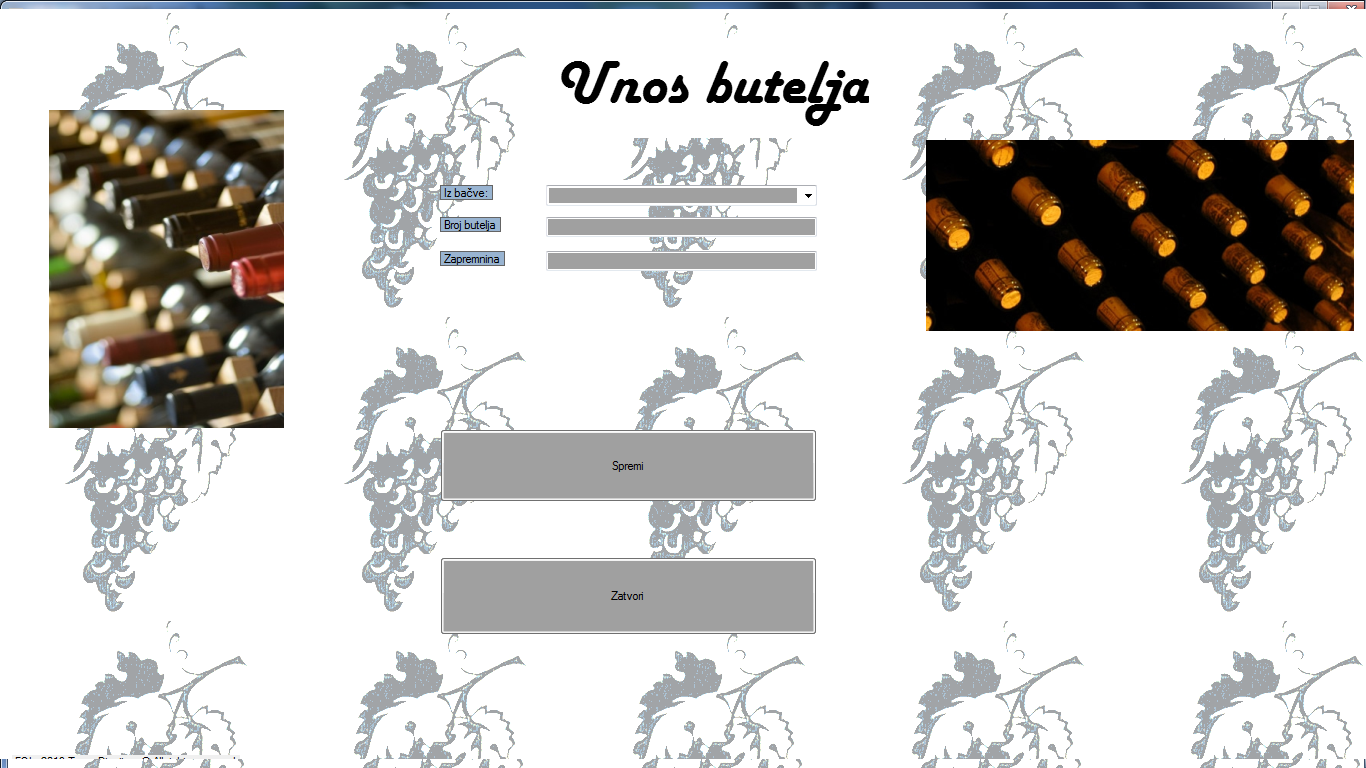 Unos butelja
Iz bačve:
Broj butelja
Zapremnina
Spremi
Zatvori